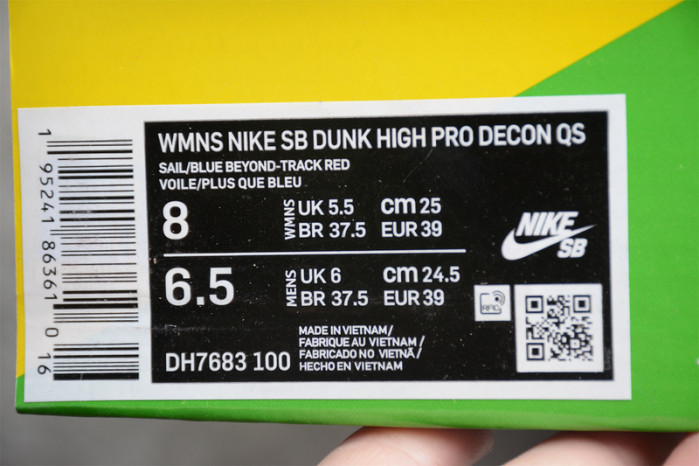 WMNS NIKE SB DUNK HIGH PRO DECON QS
SAIL/BLUE BEYOND-TRACK RED
VOILE/PLUS QUE BLEU
8
WMNS
UK 5.5 cm 25
BR 37.5 EUR 39
6.5
MENS
UK 6 cm 24.5
BR 37.5 EUR 39
NIKE
SB
DH7683 100
MADE IN VIETNAM/
FABRIQUE AU VIETNAM/
FABRICADO NO VIETNÃ/
HECHO EN VIETNAM
1 95241 86361 0 16